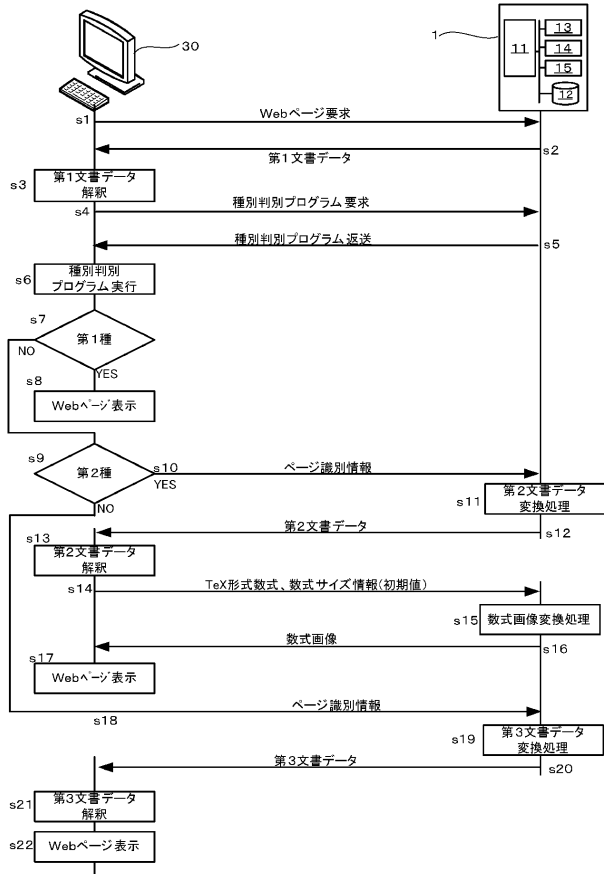 30
1
11
13
14
15
12
s1
Webページ要求
s2
第1文書データ
s3
第1文書データ
解釈
s4
種別判別プログラム要求
s5
種別判別プログラム返送
s6
種別判別
プログラム実行
s7
第1種
NO
YES
s8
Webページ表示
s9
第2種
s10
YES
ページ識別情報
NO
s11
第2文書データ
変換処理
s12
第2文書データ
s13
第2文書データ
解釈
s14
TeX形式数式、数式サイズ情報(初期値)
s15
数式画像変換処理
s16
数式画像
s17
Webページ表示
s18
ページ識別情報
s19
第3文書データ
変換処理
s20
第3文書データ
s21
第3文書データ
解釈
s22
Webページ表示